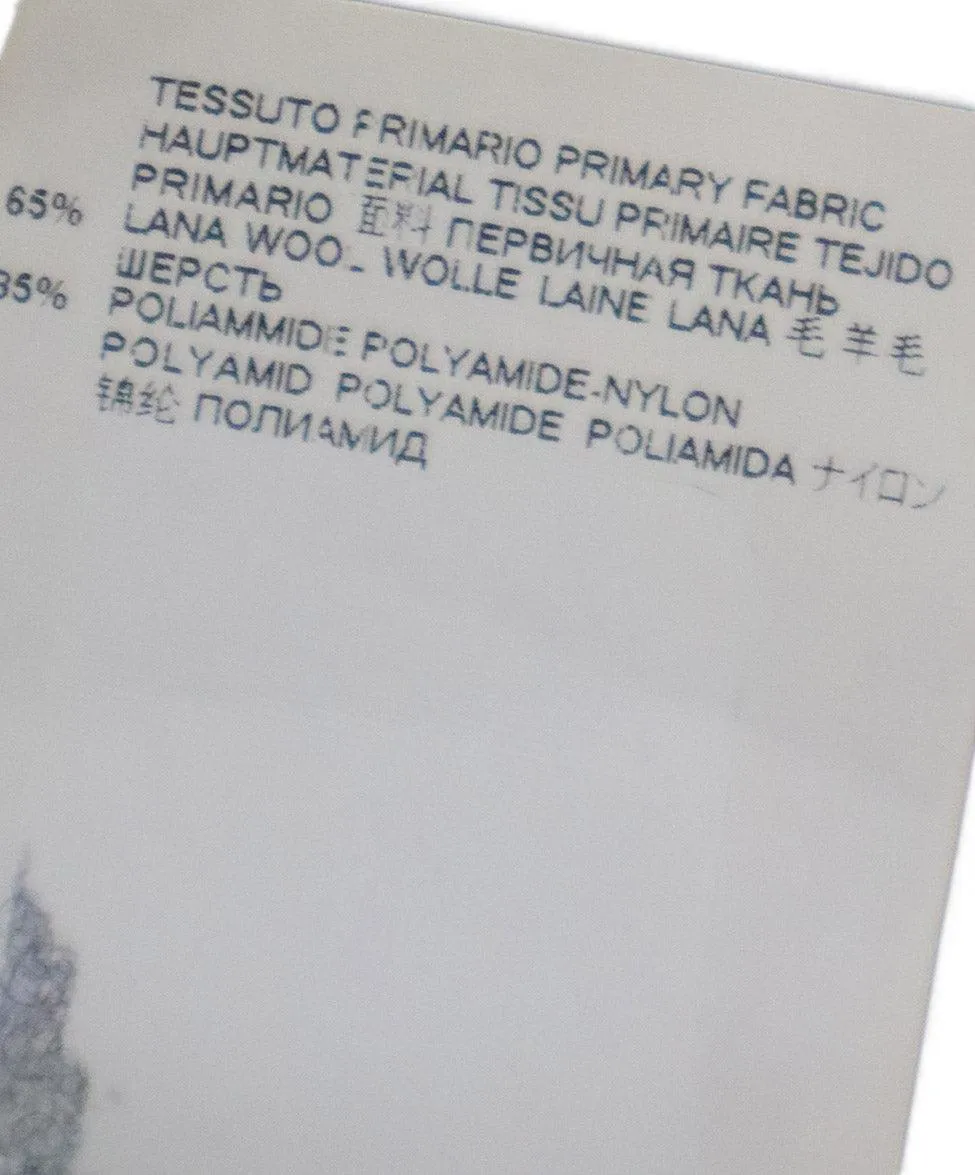 TESSUTO PRIMARIO PRIMARY FABRIC
HAUPTMATERIAL TISSU PRIMAIRE TEJIDO
PRIMARIO 面料 ПЕРВИЧНАЯ ТКАНЬ
65% LANA WOOL WOLLE LAINE LANA 毛 羊毛
ШЕРСТЬ
35% POLIAMMIDE POLYAMIDE-NYLON
POLYAMID POLYAMIDE POLIAMIDA ナイロン
锦纶 ПОЛИАМИД